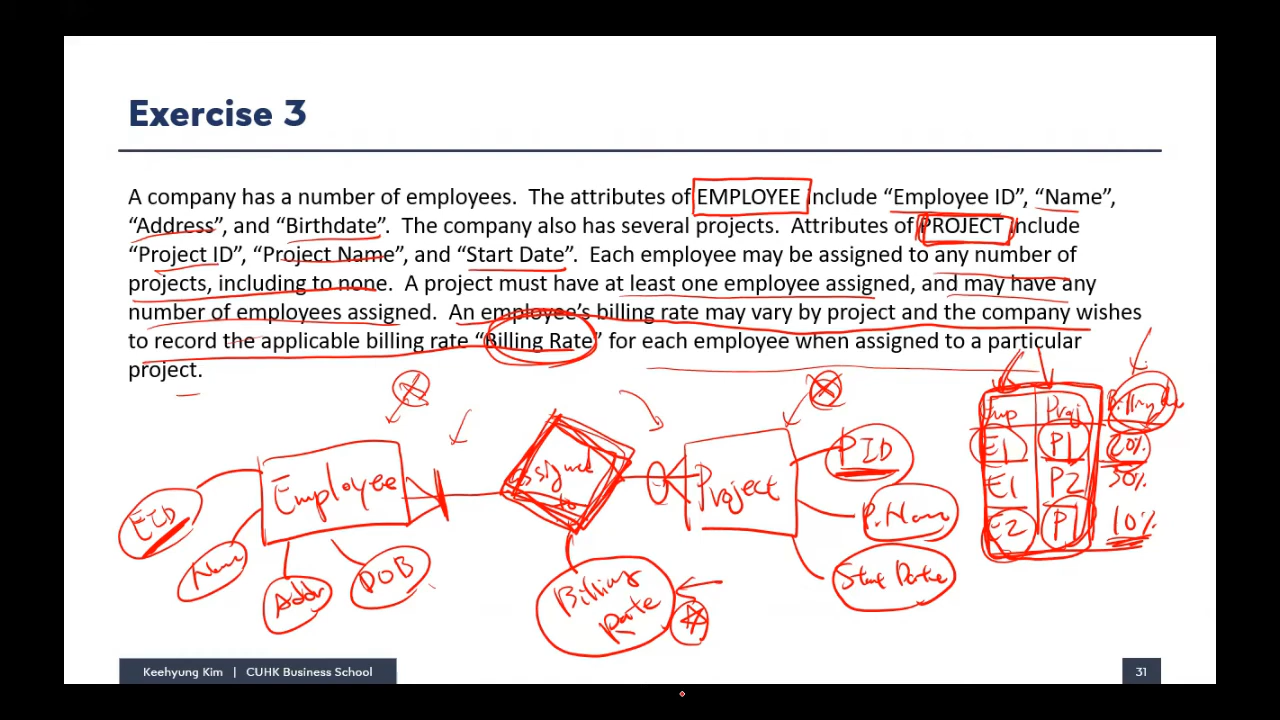 Exercise 3
A company has a number of employees. The attributes of EMPLOYEE include “Employee ID”, “Name”,
“Address”, and “Birthdate”. The company also has several projects. Attributes of PROJECT include
“Project ID”, “Project Name”, and “Start Date”. Each employee may be assigned to any number of
projects, including to none. A project must have at least one employee assigned, and may have any
number of employees assigned. An employee’s billing rate may vary by project and the company wishes
to record the applicable billing rate “Billing Rate” for each employee when assigned to a particular
project.
Emp Proj
E1 P1 20%
E1 P2 30%
E2 P1 10%
Employee
Assigned
to
Project
PID
P. Name
Start Date
EID
Name
Addr
DOB
Billing
Rate
Keehyung Kim | CUHK Business School
31